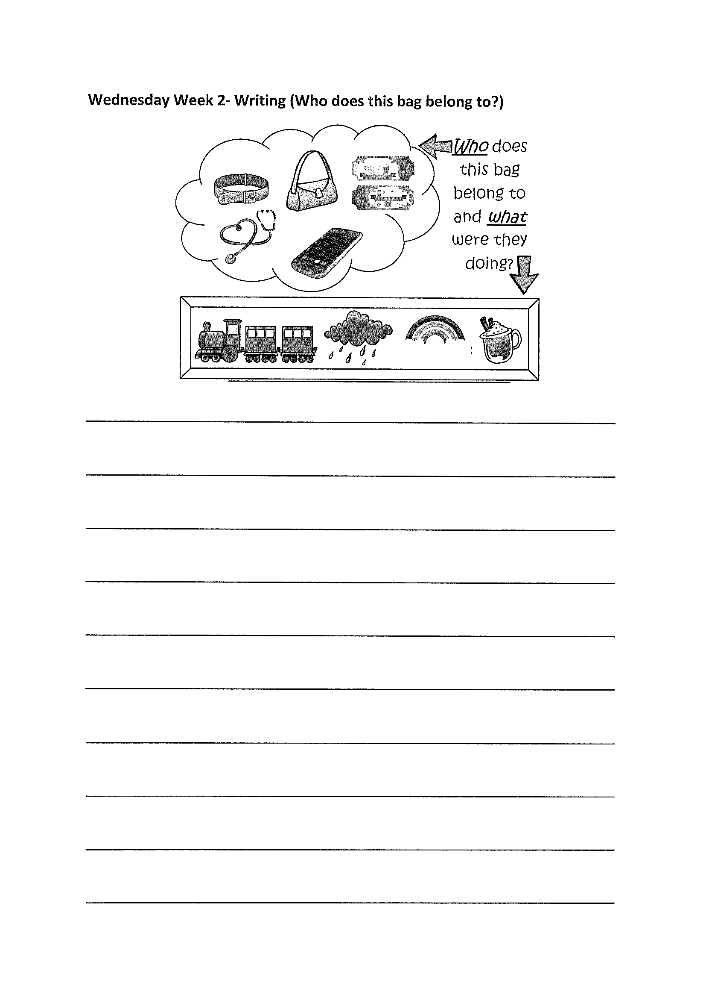 Wednesday Week 2- Writing (Who does this bag belong to?)
Who does
this bag
belong to
and what
were they
doing?